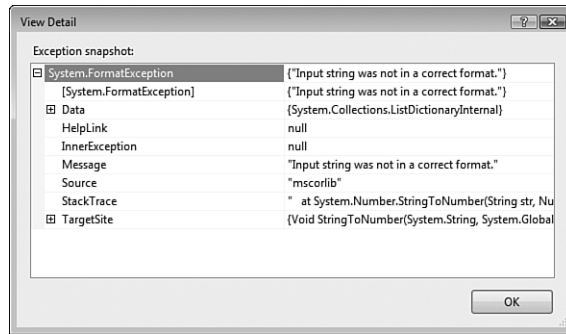 View Detail
Exception snapshot:
System.FormatException {"Input string was not in a correct format."}
[System.FormatException] {"Input string was not in a correct format."}
Data {System.Collections.ListDictionaryInternal}
HelpLink null
InnerException null
Message "Input string was not in a correct format."
Source "mscorlib"
StackTrace "   at System.Number.StringToNumber(String str, Nu
TargetSite {Void StringToNumber(System.String, System.Global
OK